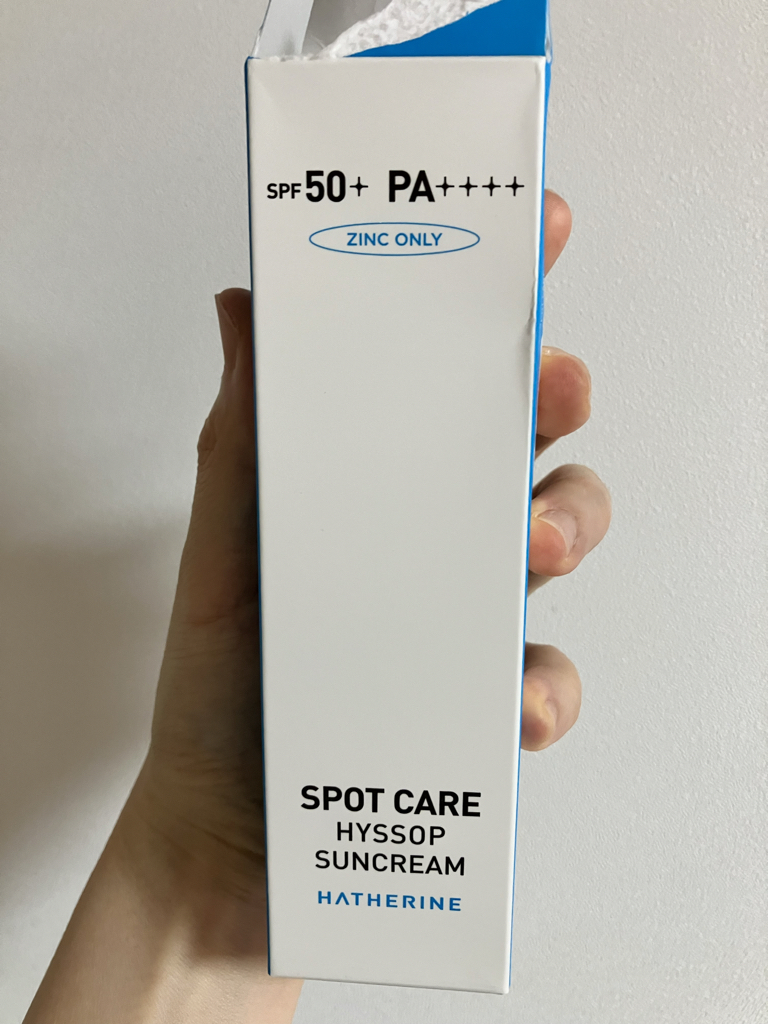 SPF50+ PA++++
ZINC ONLY
SPOT CARE
HYSSOP
SUNCREAM
HATHERINE